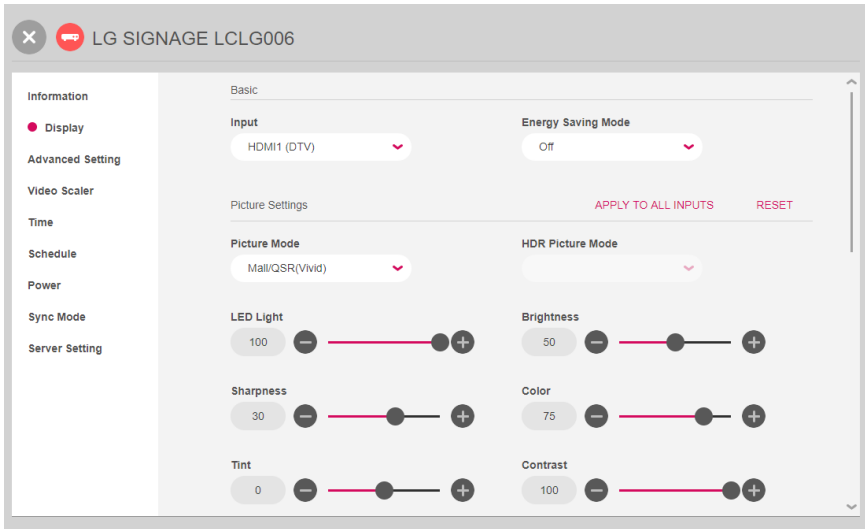 LG SIGNAGE LCLG006
Information
Display
Advanced Setting
Video Scaler
Time
Schedule
Power
Sync Mode
Server Setting
Basic
Input
Energy Saving Mode
HDMI1 (DTV)
Off
Picture Settings
APPLY TO ALL INPUTS
RESET
Picture Mode
HDR Picture Mode
Mall/QSR(Vivid)
LED Light
Brightness
100
50
Sharpness
Color
30
75
Tint
Contrast
0
100